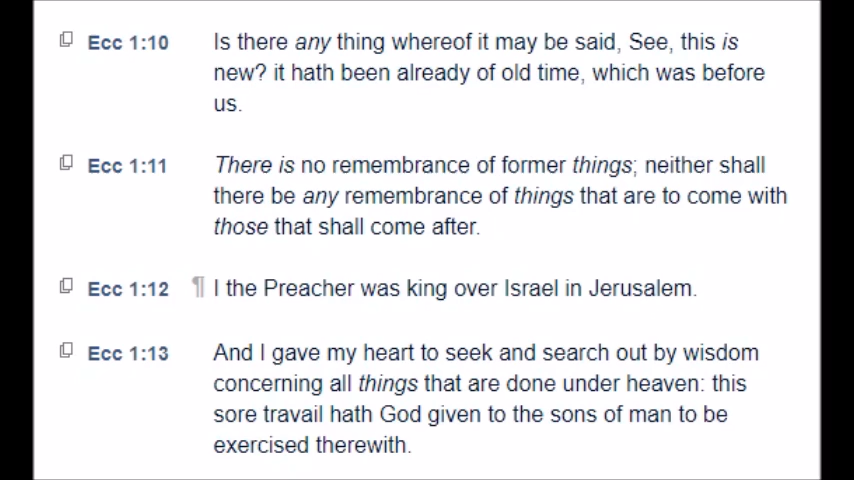 Ecc 1:10 Is there any thing whereof it may be said, See, this is
new? it hath been already of old time, which was before
us.
Ecc 1:11 There is no remembrance of former things; neither shall
there be any remembrance of things that are to come with
those that shall come after.
Ecc 1:12 ¶ I the Preacher was king over Israel in Jerusalem.
Ecc 1:13 And I gave my heart to seek and search out by wisdom
concerning all things that are done under heaven: this
sore travail hath God given to the sons of man to be
exercised therewith.